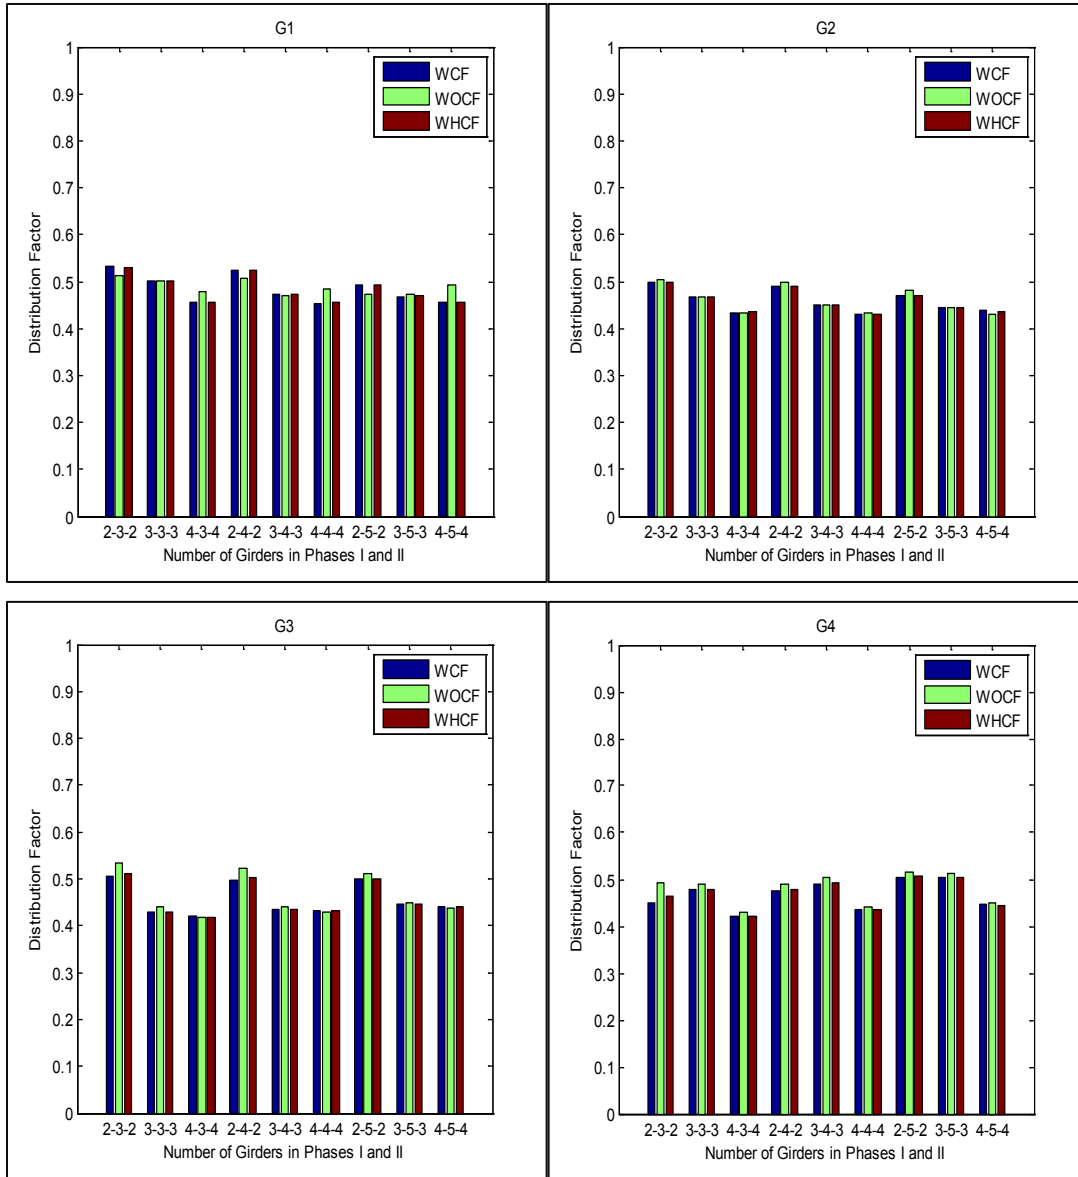 G1
1
0.9
0.8
0.7
0.6
0.5
0.4
0.3
0.2
0.1
0
Distribution Factor
WCF
WOCF
WHCF
2-3-2 3-3-3 4-3-4 2-4-2 3-4-3 4-4-4 2-5-2 3-5-3 4-5-4
Number of Girders in Phases I and II
G2
1
0.9
0.8
0.7
0.6
0.5
0.4
0.3
0.2
0.1
0
Distribution Factor
WCF
WOCF
WHCF
2-3-2 3-3-3 4-3-4 2-4-2 3-4-3 4-4-4 2-5-2 3-5-3 4-5-4
Number of Girders in Phases I and II
G3
1
0.9
0.8
0.7
0.6
0.5
0.4
0.3
0.2
0.1
0
Distribution Factor
WCF
WOCF
WHCF
2-3-2 3-3-3 4-3-4 2-4-2 3-4-3 4-4-4 2-5-2 3-5-3 4-5-4
Number of Girders in Phases I and II
G4
1
0.9
0.8
0.7
0.6
0.5
0.4
0.3
0.2
0.1
0
Distribution Factor
WCF
WOCF
WHCF
2-3-2 3-3-3 4-3-4 2-4-2 3-4-3 4-4-4 2-5-2 3-5-3 4-5-4
Number of Girders in Phases I and II